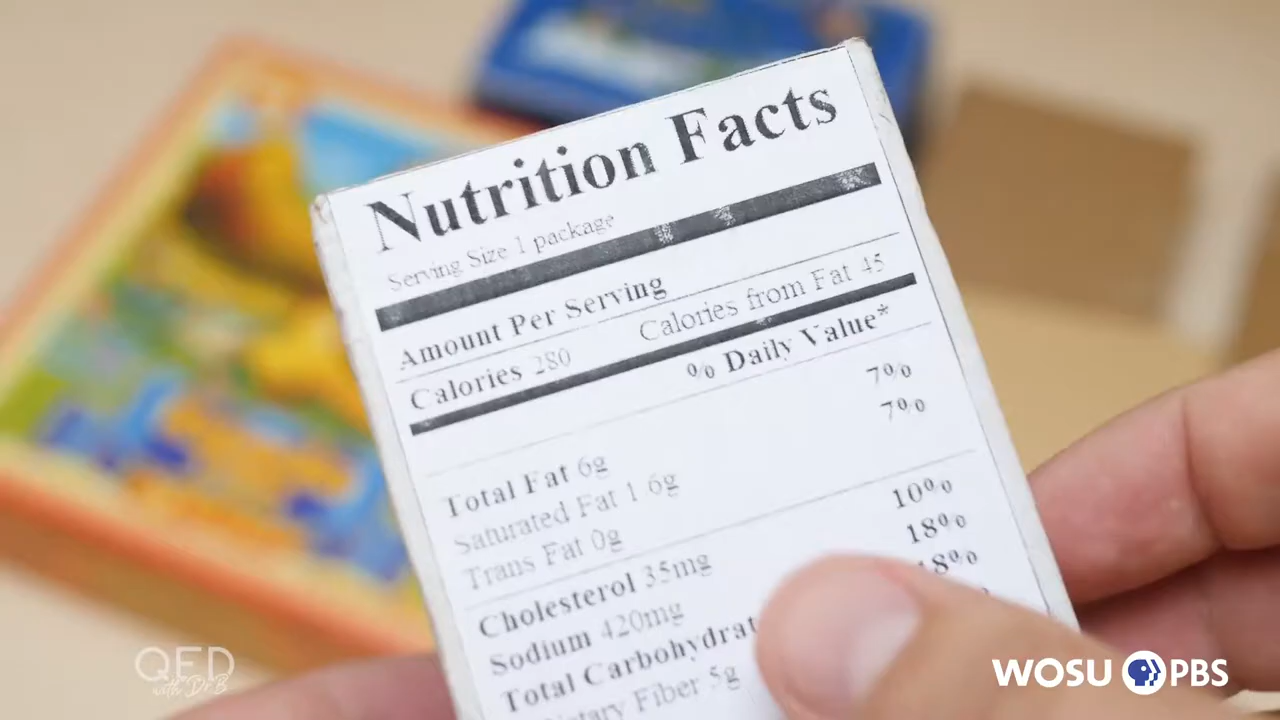 Nutrition Facts
Serving Size 1 package
Amount Per Serving
Calories 280 Calories from Fat 45
% Daily Value*
Total Fat 6g 7%
Saturated Fat 1 6g 7%
Trans Fat 0g
Cholesterol 35mg 10%
Sodium 420mg 18%
Total Carbohydrat 18%
etary Fiber 5g
QED
with Dr B
WOSU PBS